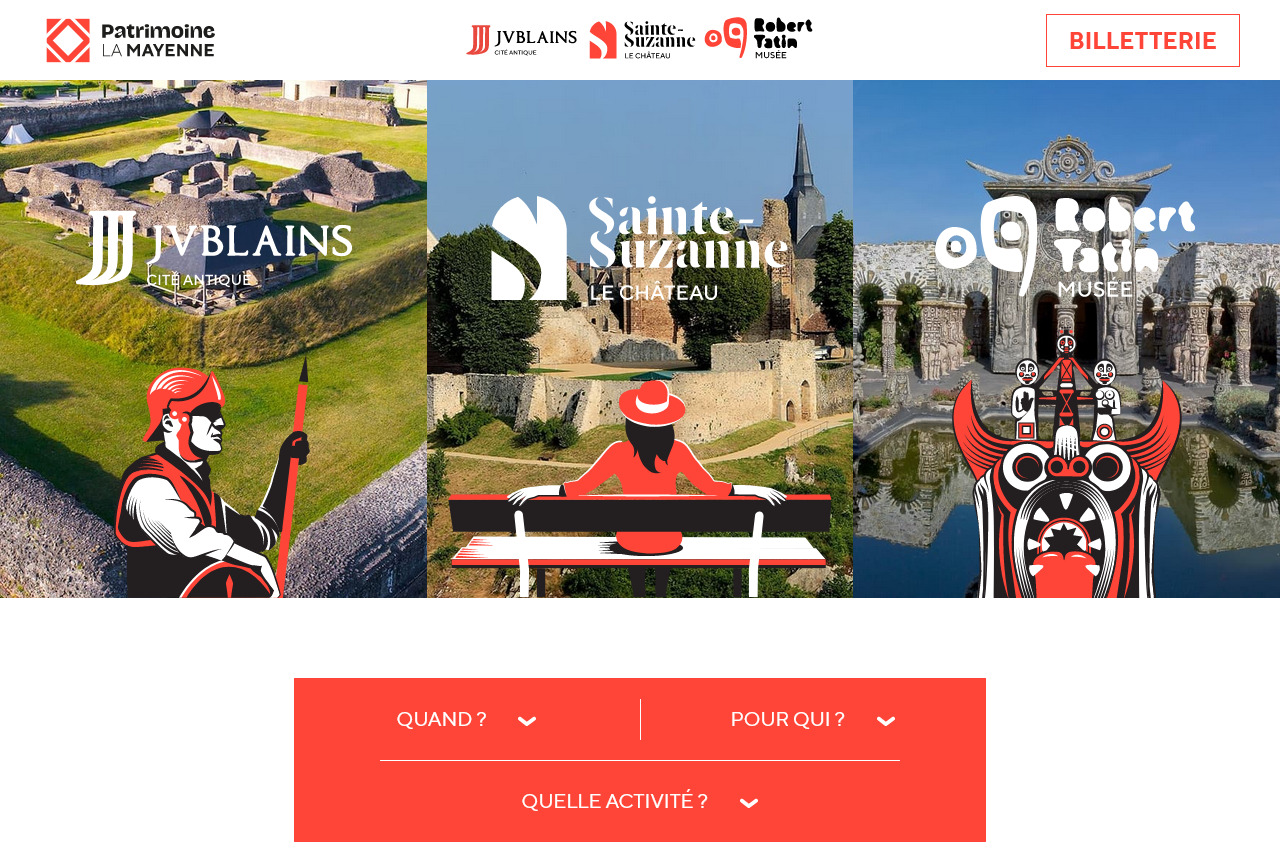 Patrimoine
LA MAYENNE
JVBLAINS
CITÉ ANTIQUE
Sainte-
Suzanne
LE CHÂTEAU
Robert
Tatin
MUSÉE
BILLETTERIE
JVBLAINS
CITÉ ANTIQUE
Sainte-
Suzanne
LE CHÂTEAU
Robert
Tatin
MUSÉE
QUAND ?
POUR QUI ?
QUELLE ACTIVITÉ ?